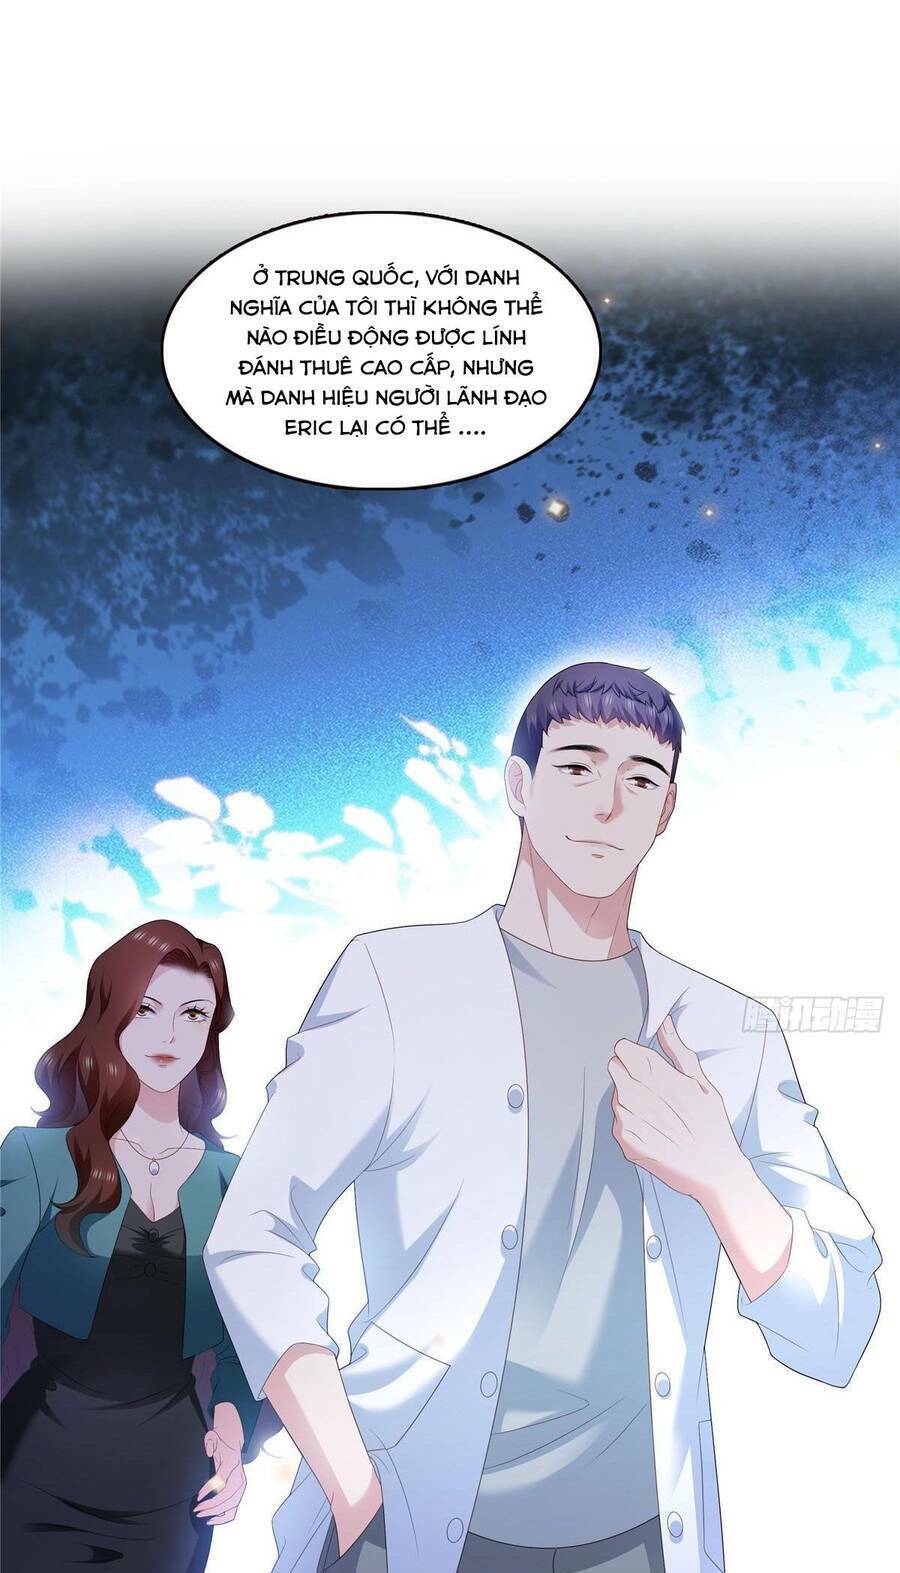 Ở TRUNG QUỐC, VỚI DANH
NGHĨA CỦA TÔI THÌ KHÔNG THỂ
NÀO ĐIỀU ĐỘNG ĐƯỢC LÍNH
ĐÁNH THUÊ CAO CẤP, NHƯNG
MÀ DANH HIỆU NGƯỜI LÃNH ĐẠO
ERIC LẠI CÓ THỂ ....
腾讯动漫